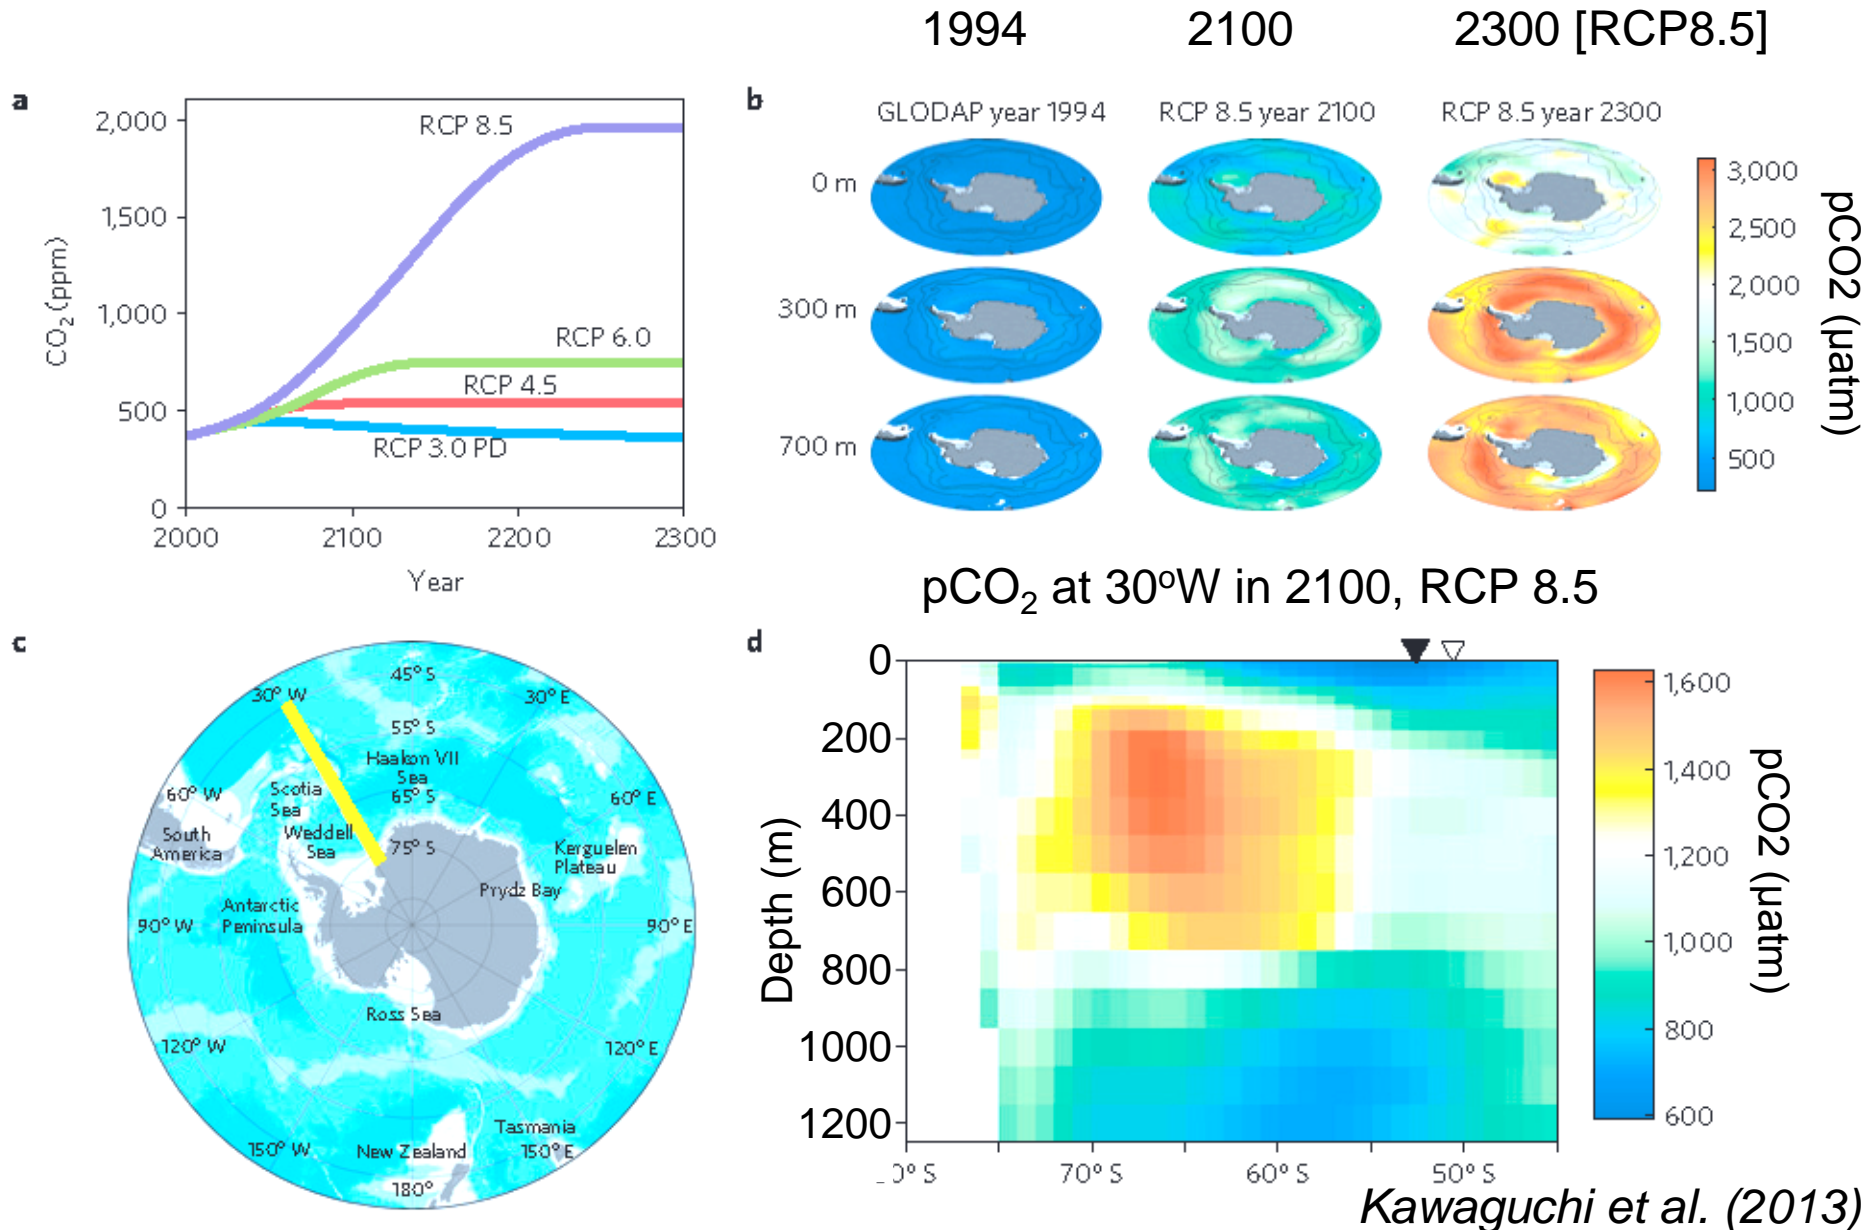 1994 2100 2300 [RCP8.5]
a
2,000
1,500
1,000
500
0
CO₂ (ppm)
RCP 8.5
RCP 6.0
RCP 4.5
RCP 3.0 PD
2000 2100 2200 2300
Year
b
GLODAP year 1994 RCP 8.5 year 2100 RCP 8.5 year 2300
0 m
300 m
700 m
3,000
2,500
2,000
1,500
1,000
500
pCO2 (µatm)
c
45° S
30° W
30° E
55° S
Haakon VII
Sea
65° S
60° W
Scotia
Sea
60° E
South
America
Weddell
Sea
75° S
Kerguelen
Plateau
Prydz Bay
Antarctic
Peninsula
90° W
90° E
Ross Sea
120° W
120° E
Tasmania
150° W
New Zealand
150° E
180°
pCO₂ at 30°W in 2100, RCP 8.5
d
0
200
400
600
800
1000
1200
Depth (m)
70° S 60° S 50° S
1,600
1,400
1,200
1,000
800
600
pCO2 (µatm)
Kawaguchi et al. (2013)